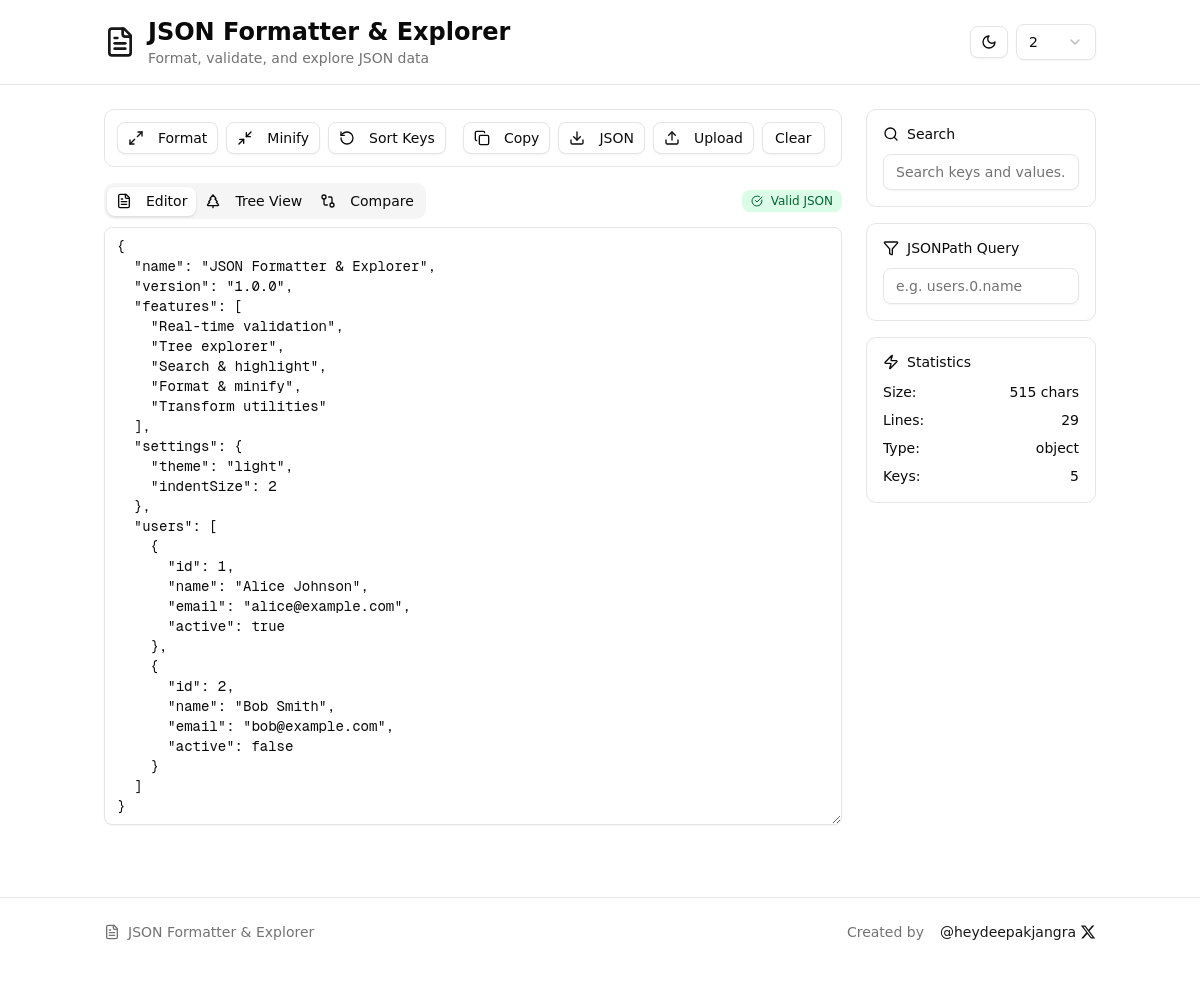 JSON Formatter & Explorer
Format, validate, and explore JSON data
2
Format Minify Sort Keys Copy JSON Upload Clear
Editor Tree View Compare
Valid JSON
{
  "name": "JSON Formatter & Explorer",
  "version": "1.0.0",
  "features": [
    "Real-time validation",
    "Tree explorer",
    "Search & highlight",
    "Format & minify",
    "Transform utilities"
  ],
  "settings": {
    "theme": "light",
    "indentSize": 2
  },
  "users": [
    {
      "id": 1,
      "name": "Alice Johnson",
      "email": "alice@example.com",
      "active": true
    },
    {
      "id": 2,
      "name": "Bob Smith",
      "email": "bob@example.com",
      "active": false
    }
  ]
}
Search
Search keys and values.
JSONPath Query
e.g. users.0.name
Statistics
Size: 515 chars
Lines: 29
Type: object
Keys: 5
JSON Formatter & Explorer
Created by @heydeepakjangra